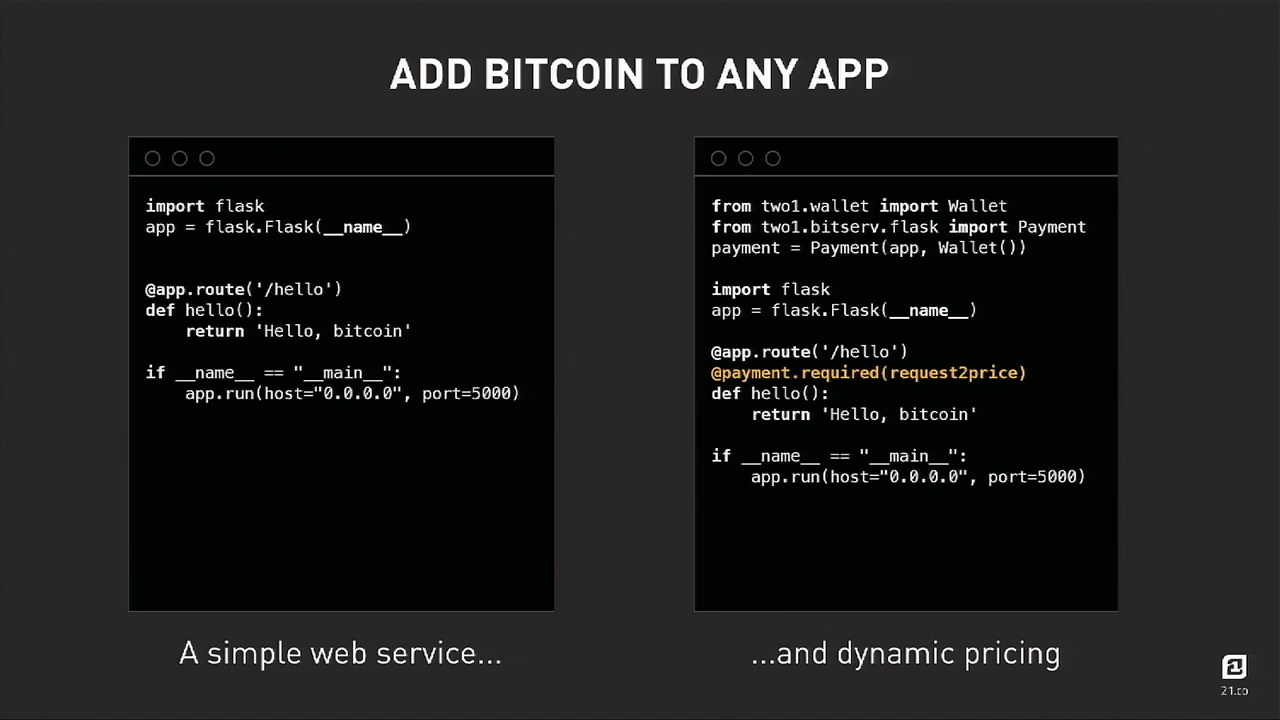 ADD BITCOIN TO ANY APP
import flask
app = flask.Flask(__name__)
@app.route('/hello')
def hello():
    return 'Hello, bitcoin'
if __name__ == "__main__":
    app.run(host="0.0.0.0", port=5000)
A simple web service...
from two1.wallet import Wallet
from two1.bitserv.flask import Payment
payment = Payment(app, Wallet())
import flask
app = flask.Flask(__name__)
@app.route('/hello')
@payment.required(request2price)
def hello():
    return 'Hello, bitcoin'
if __name__ == "__main__":
    app.run(host="0.0.0.0", port=5000)
...and dynamic pricing
21.co